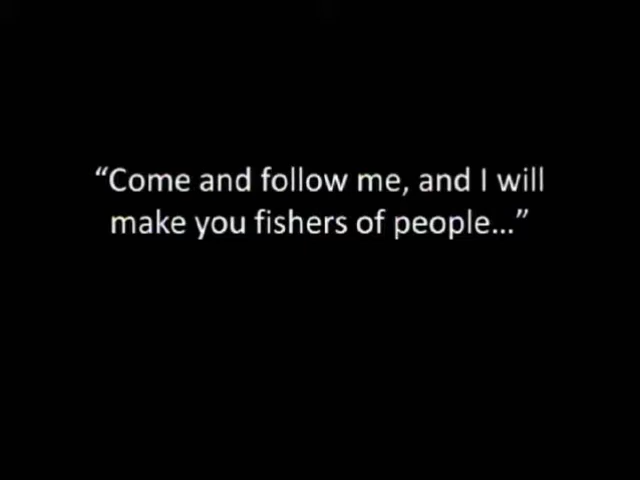 “Come and follow me, and I will
make you fishers of people…”